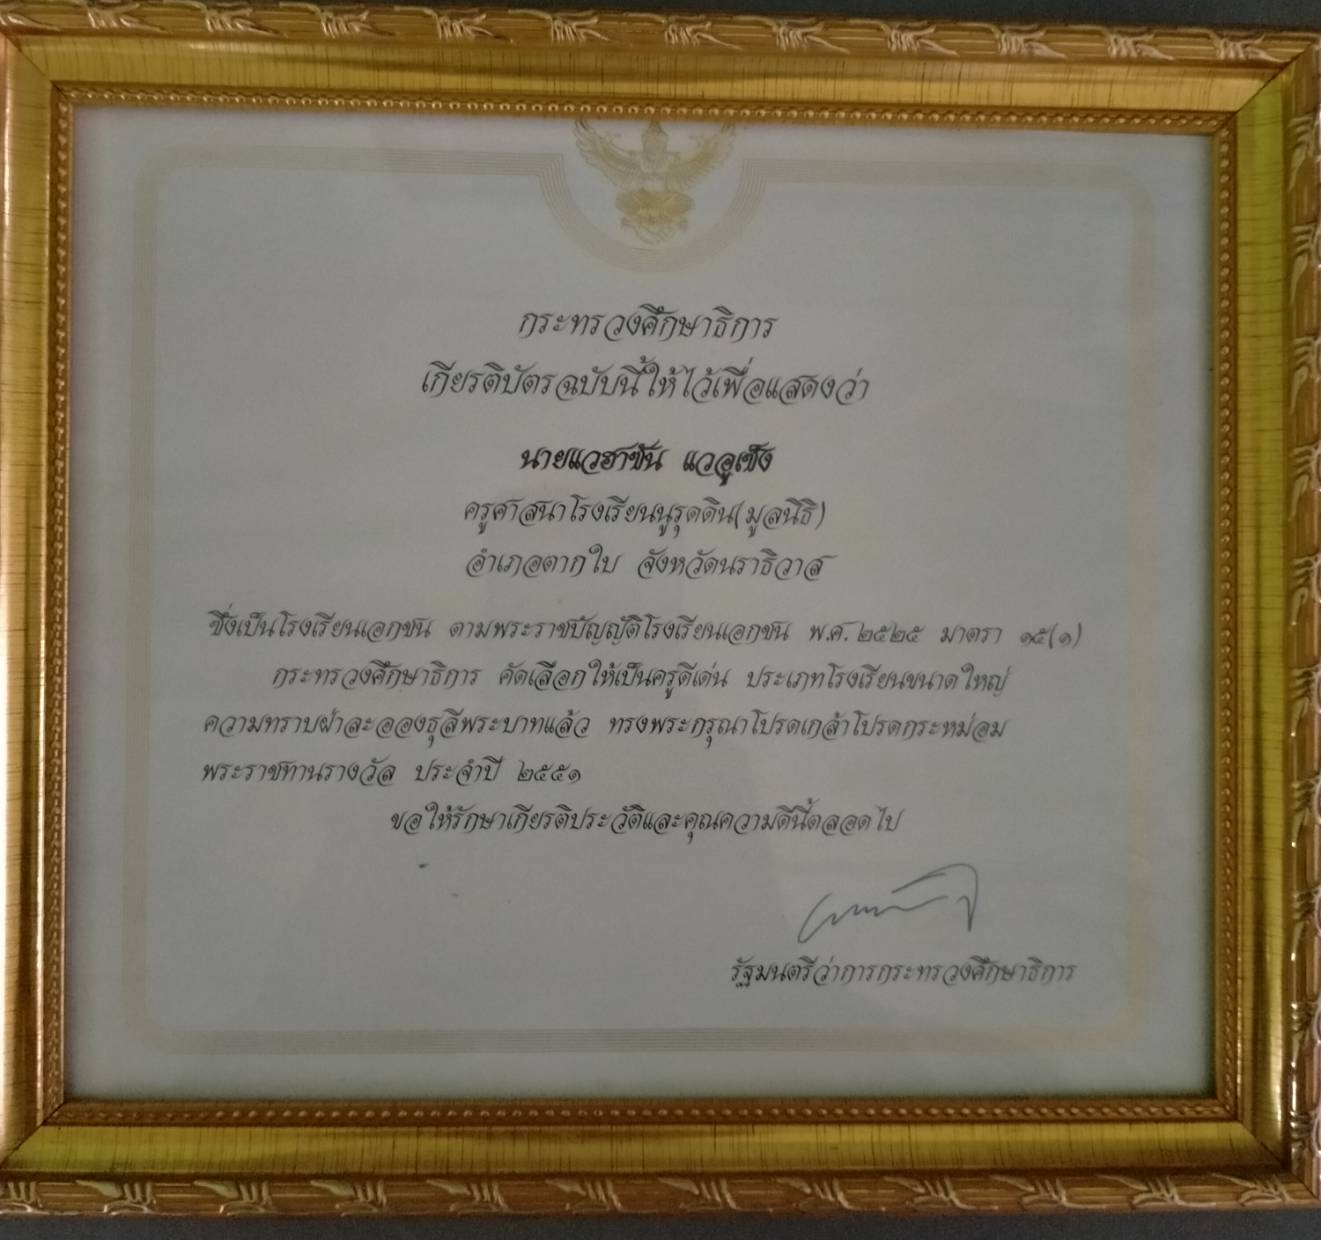 กระทรวงศึกษาธิการ
เกียรติบัตรฉบับนี้ให้ไว้เพื่อแสดงว่า
นายแวฮาซัน แวอูเซ็ง
ครูศาสนาโรงเรียนนูรุดดิน(มูลนิธิ)
อำเภอตากใบ จังหวัดนราธิวาส
ซึ่งเป็นโรงเรียนเอกชน ตามพระราชบัญญัติโรงเรียนเอกชน พ.ศ.๒๕๒๕ มาตรา ๑๕(๑)
กระทรวงศึกษาธิการ คัดเลือกให้เป็นครูดีเด่น ประเภทโรงเรียนขนาดใหญ่
ความทราบฝ่าละอองธุลีพระบาทแล้ว ทรงพระกรุณาโปรดเกล้าโปรดกระหม่อม
พระราชทานรางวัล ประจำปี ๒๕๕๑
ขอให้รักษาเกียรติประวัติและคุณความดีนี้ตลอดไป
รัฐมนตรีว่าการกระทรวงศึกษาธิการ